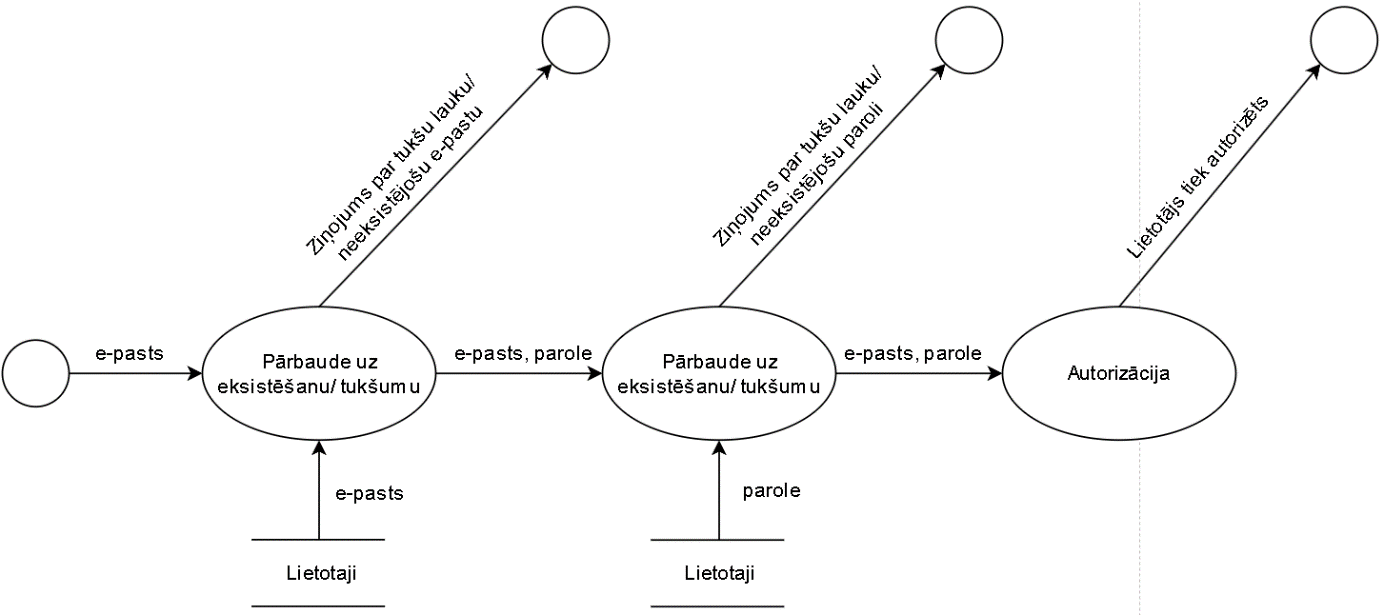 Ziņojums par tukšu lauku/
neeksistējošu e-pastu
Ziņojums par tukšu lauku/
neeksistējošu paroli
Lietotājs tiek autorizēts
e-pasts
Pārbaude uz
eksistēšanu/ tukšumu
e-pasts, parole
Pārbaude uz
eksistēšanu/ tukšumu
e-pasts, parole
Autorizācija
e-pasts
parole
Lietotaji
Lietotaji